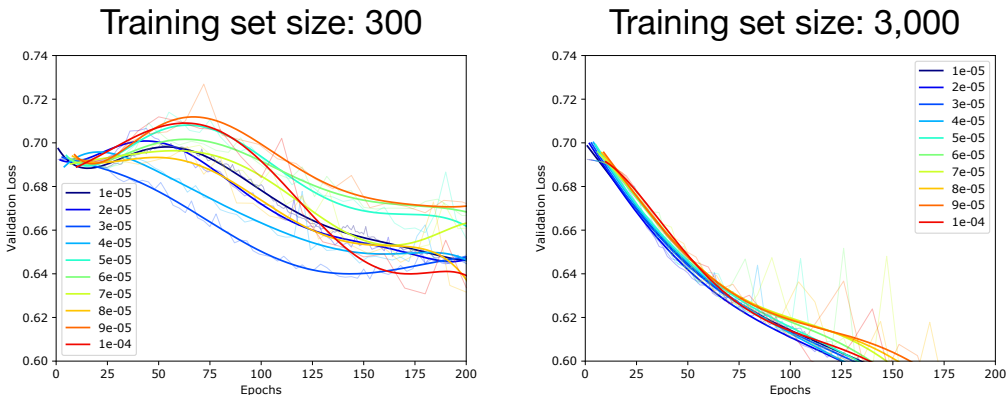 Training set size: 300
0.74
0.72
0.70
0.68
0.66
0.64
0.62
0.60
Validation Loss
1e-05
2e-05
3e-05
4e-05
5e-05
6e-05
7e-05
8e-05
9e-05
1e-04
0 25 50 75 100 125 150 175 200
Epochs
Training set size: 3,000
0.74
0.72
0.70
0.68
0.66
0.64
0.62
0.60
Validation Loss
1e-05
2e-05
3e-05
4e-05
5e-05
6e-05
7e-05
8e-05
9e-05
1e-04
0 25 50 75 100 125 150 175 200
Epochs